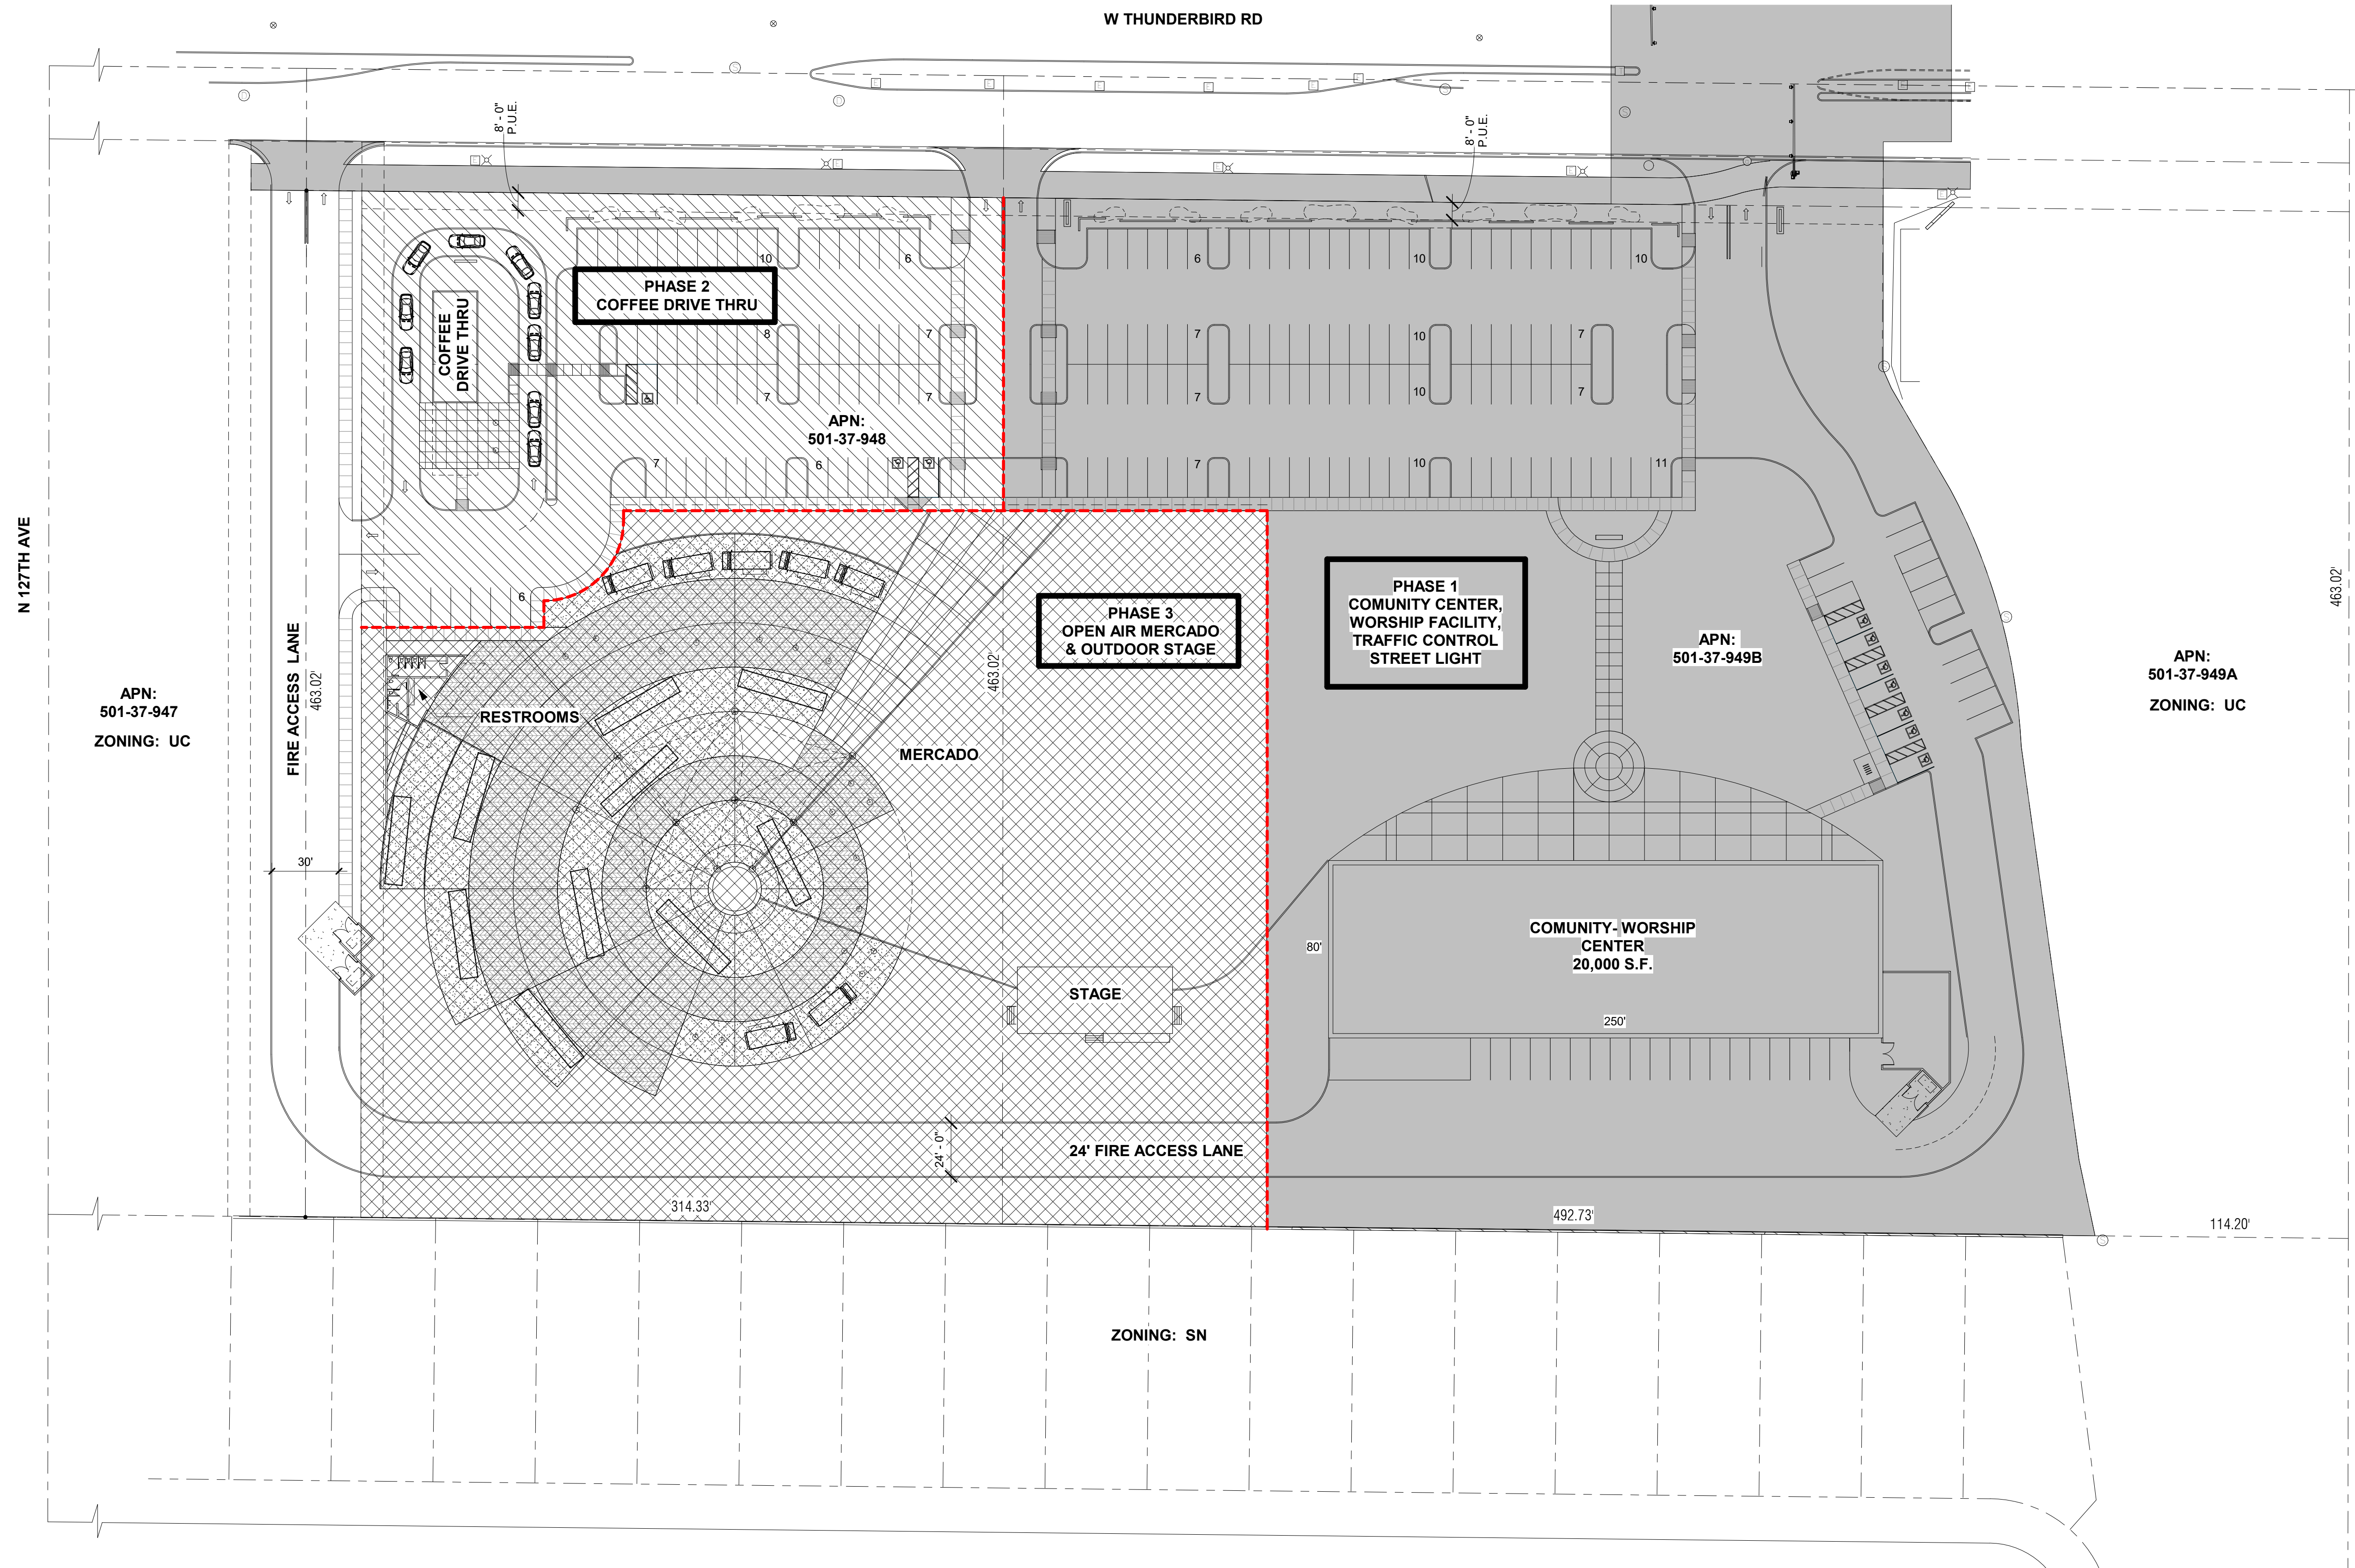 W THUNDERBIRD RD
8' - 0"
P.U.E.
8' - 0"
P.U.E.
10
6
6
10
10
PHASE 2
COFFEE DRIVE THRU
COFFEE
DRIVE THRU
8
7
7
10
7
7
7
7
10
7
APN:
501-37-948
7
6
7
10
11
N 127TH AVE
6
PHASE 1
COMUNITY CENTER,
WORSHIP FACILITY,
TRAFFIC CONTROL
STREET LIGHT
PHASE 3
OPEN AIR MERCADO
& OUTDOOR STAGE
APN:
501-37-949B
463.02'
APN:
501-37-949A
ZONING: UC
APN:
501-37-947
ZONING: UC
FIRE ACCESS LANE
463.02'
463.02'
RESTROOMS
MERCADO
30'
80'
COMUNITY- WORSHIP
CENTER
20,000 S.F.
STAGE
250'
24' - 0"
24' FIRE ACCESS LANE
314.33'
492.73'
114.20'
ZONING: SN